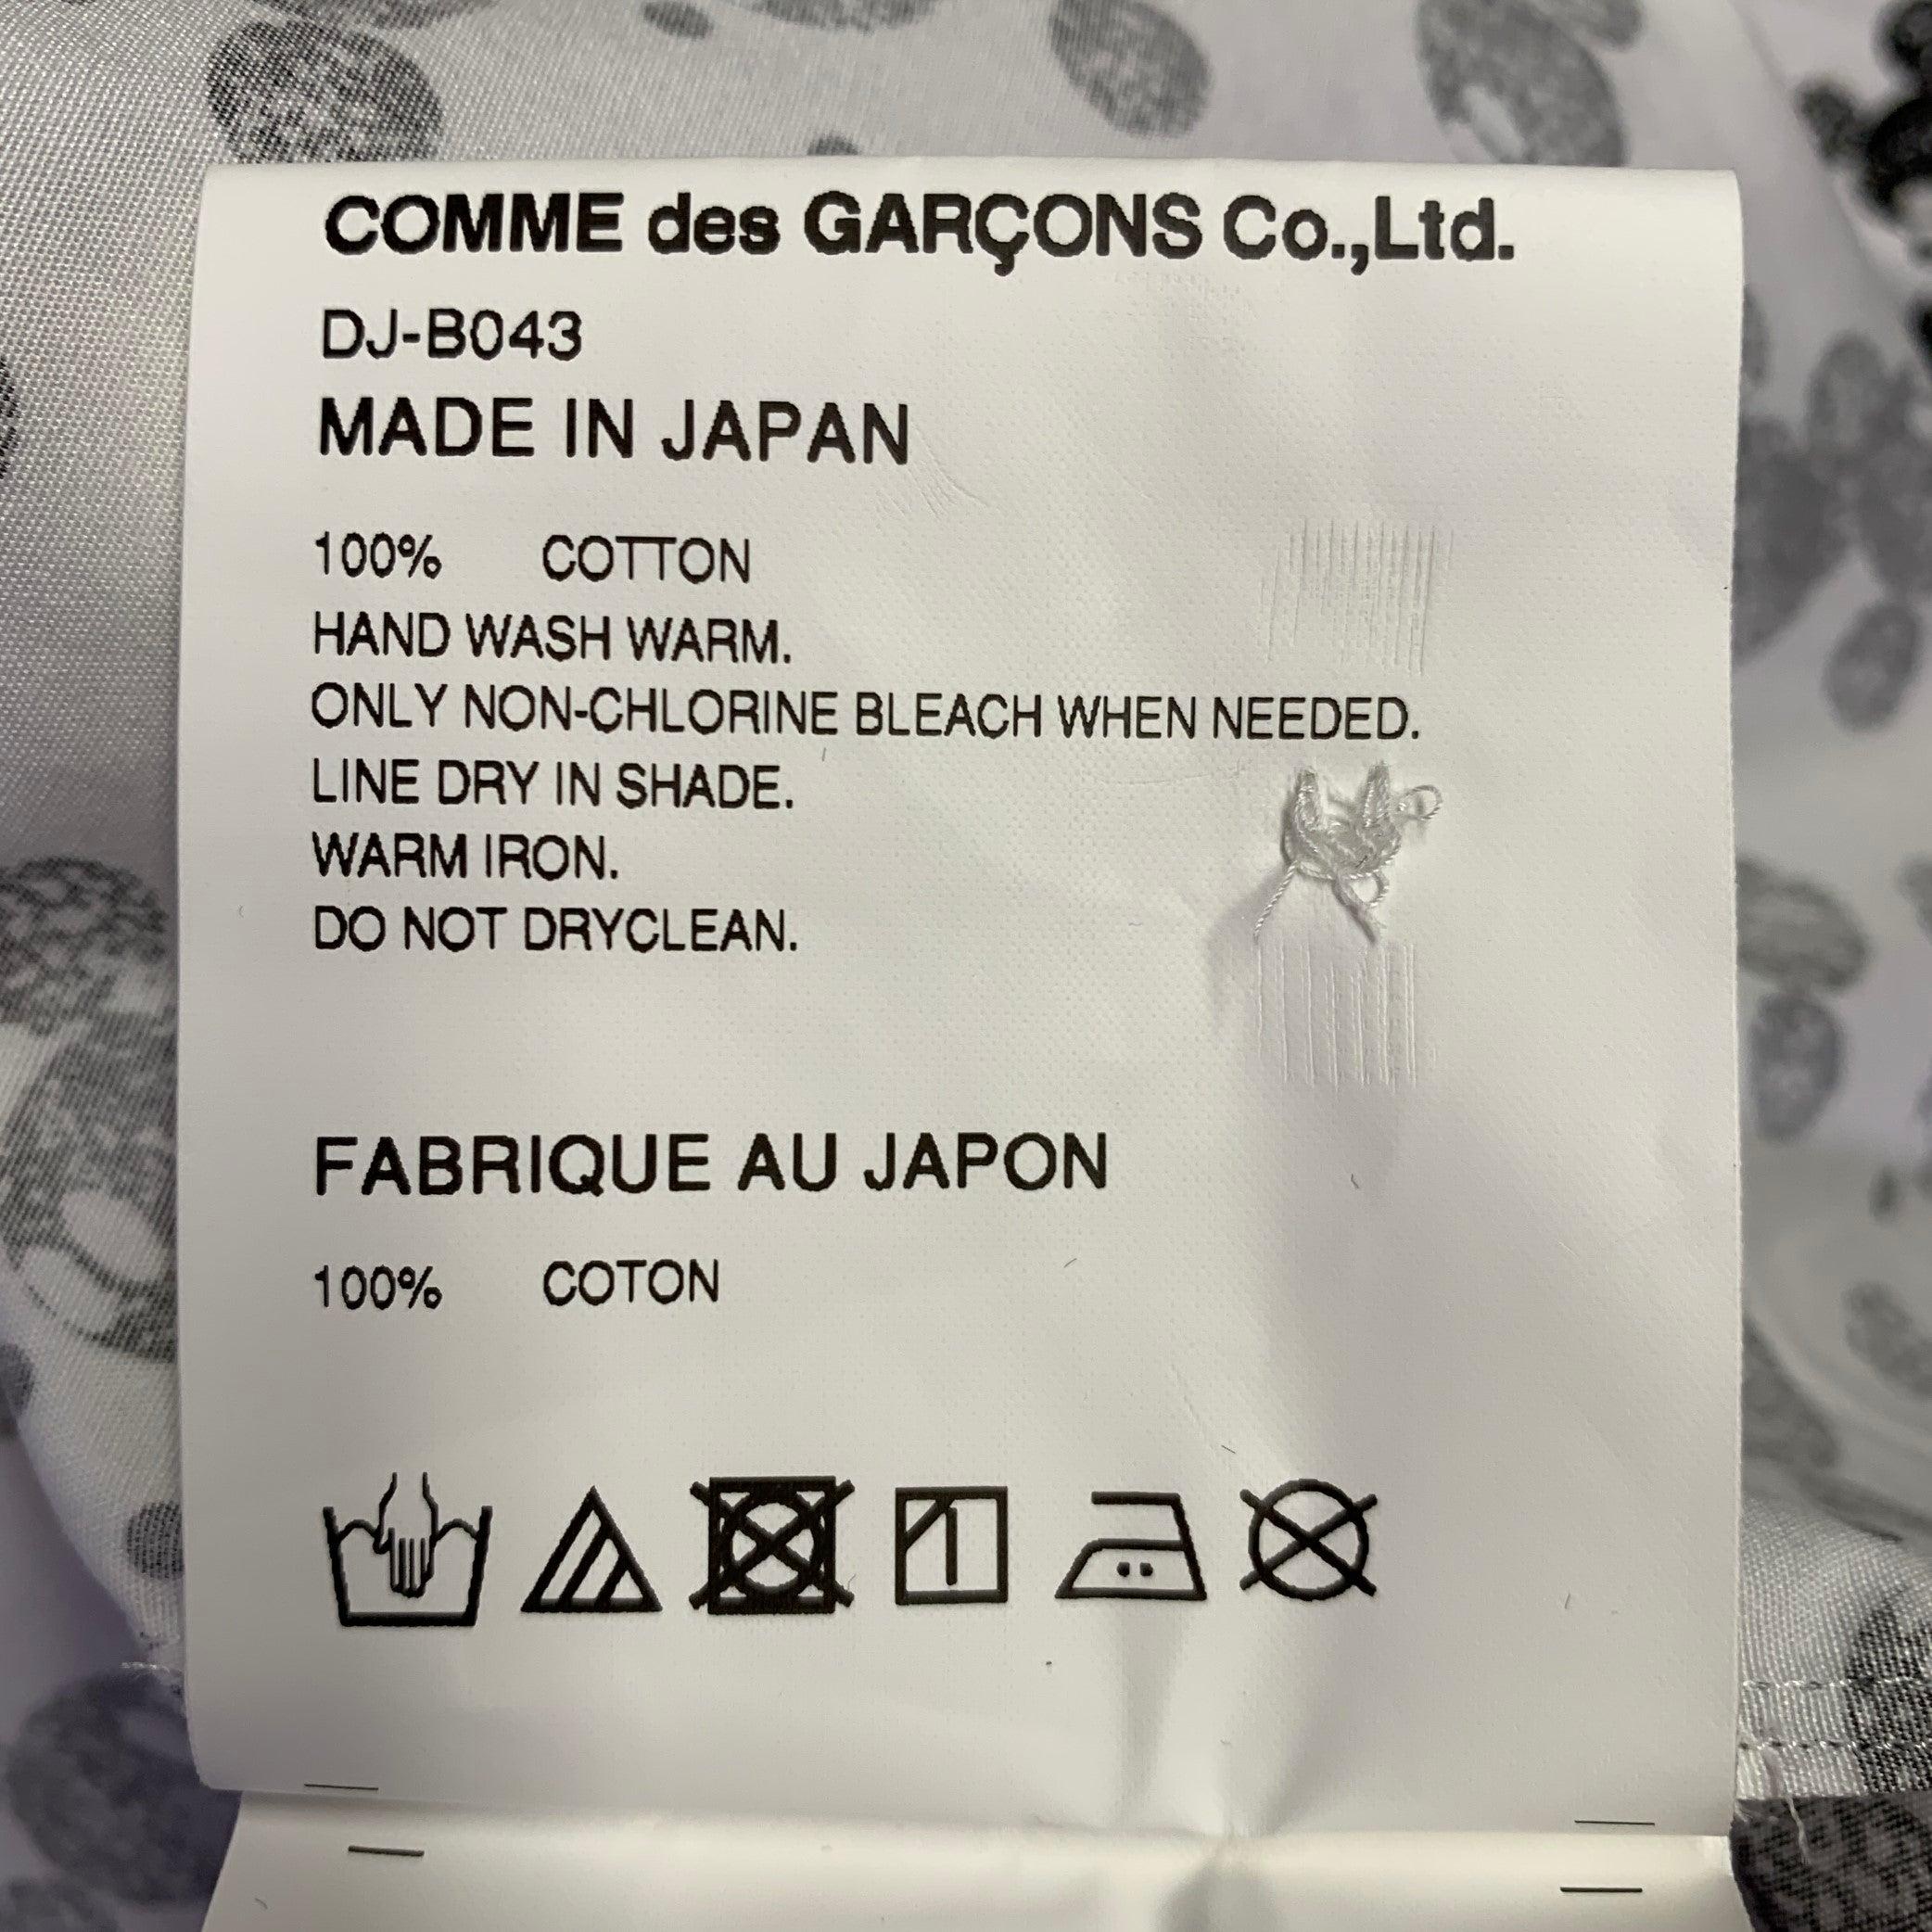 COMME des GARÇONS Co.,Ltd.
DJ-B043
MADE IN JAPAN
100% COTTON
HAND WASH WARM.
ONLY NON-CHLORINE BLEACH WHEN NEEDED.
LINE DRY IN SHADE.
WARM IRON.
DO NOT DRYCLEAN.
FABRIQUE AU JAPON
100% COTON